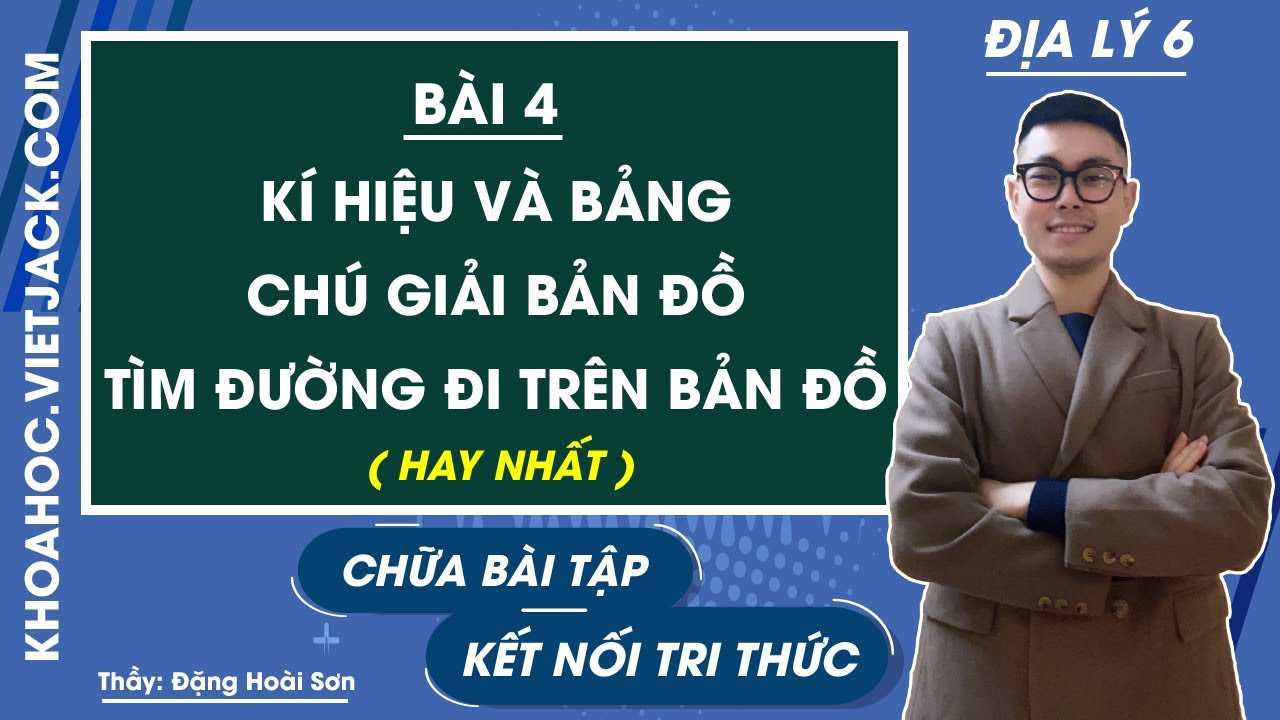 KHOAHOC.VIETJACK.COM
ĐỊA LÝ 6
BÀI 4
KÍ HIỆU VÀ BẢNG
CHÚ GIẢI BẢN ĐỒ
TÌM ĐƯỜNG ĐI TRÊN BẢN ĐỒ
( HAY NHẤT )
CHỮA BÀI TẬP
KẾT NỐI TRI THỨC
Thầy: Đặng Hoài Sơn